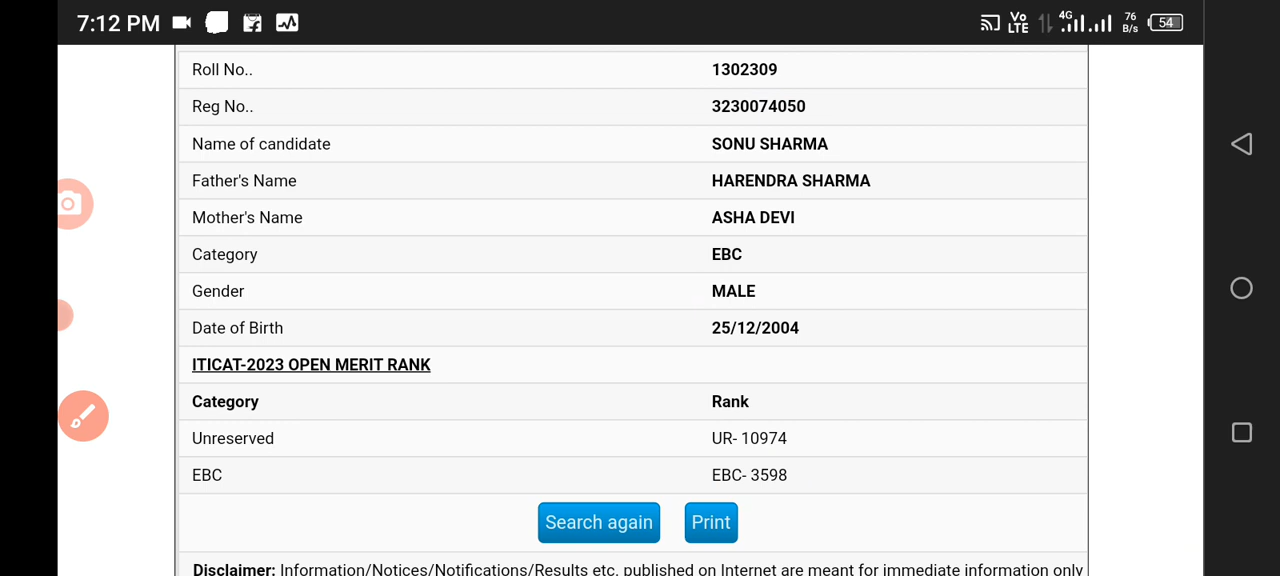 7:12 PM Vo LTE 4G 76 B/s 54
Roll No.. 1302309
Reg No.. 3230074050
Name of candidate SONU SHARMA
Father's Name HARENDRA SHARMA
Mother's Name ASHA DEVI
Category EBC
Gender MALE
Date of Birth 25/12/2004
ITICAT-2023 OPEN MERIT RANK
Category Rank
Unreserved UR- 10974
EBC EBC- 3598
Search again Print
Disclaimer: Information/Notices/Notifications/Results etc. published on Internet are meant for immediate information only